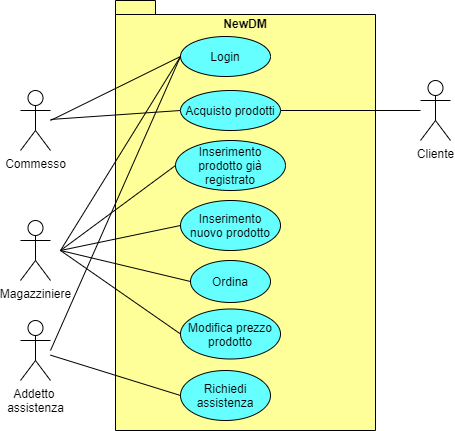 NewDM
Login
Acquisto prodotti
Commesso
Cliente
Inserimento
prodotto già
registrato
Inserimento
nuovo prodotto
Magazziniere
Ordina
Modifica prezzo
prodotto
Addetto
assistenza
Richiedi
assistenza